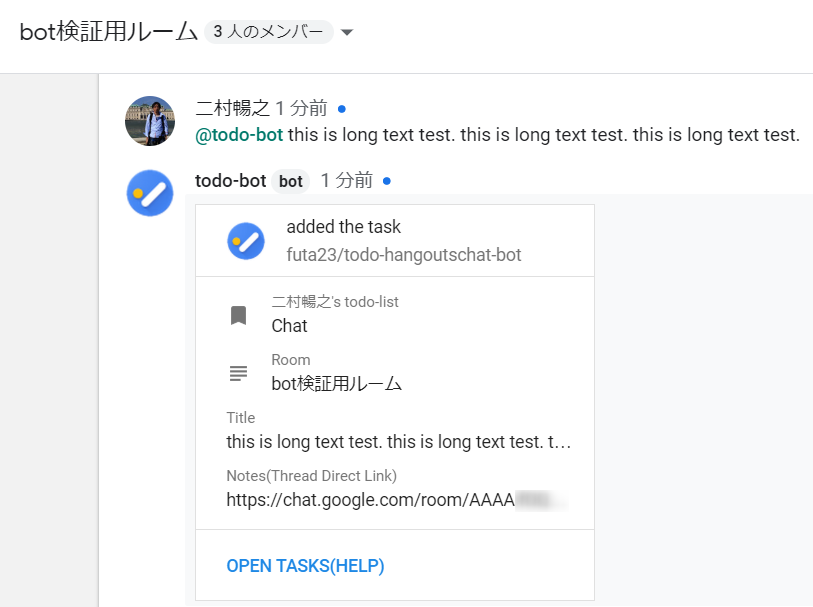 bot検証用ルーム 3 人のメンバー
二村暢之 1 分前
@todo-bot this is long text test. this is long text test. this is long text test.
todo-bot bot 1 分前
added the task
futa23/todo-hangoutschat-bot
二村暢之's todo-list
Chat
Room
bot検証用ルーム
Title
this is long text test. this is long text test. t…
Notes(Thread Direct Link)
https://chat.google.com/room/AAAA
OPEN TASKS(HELP)